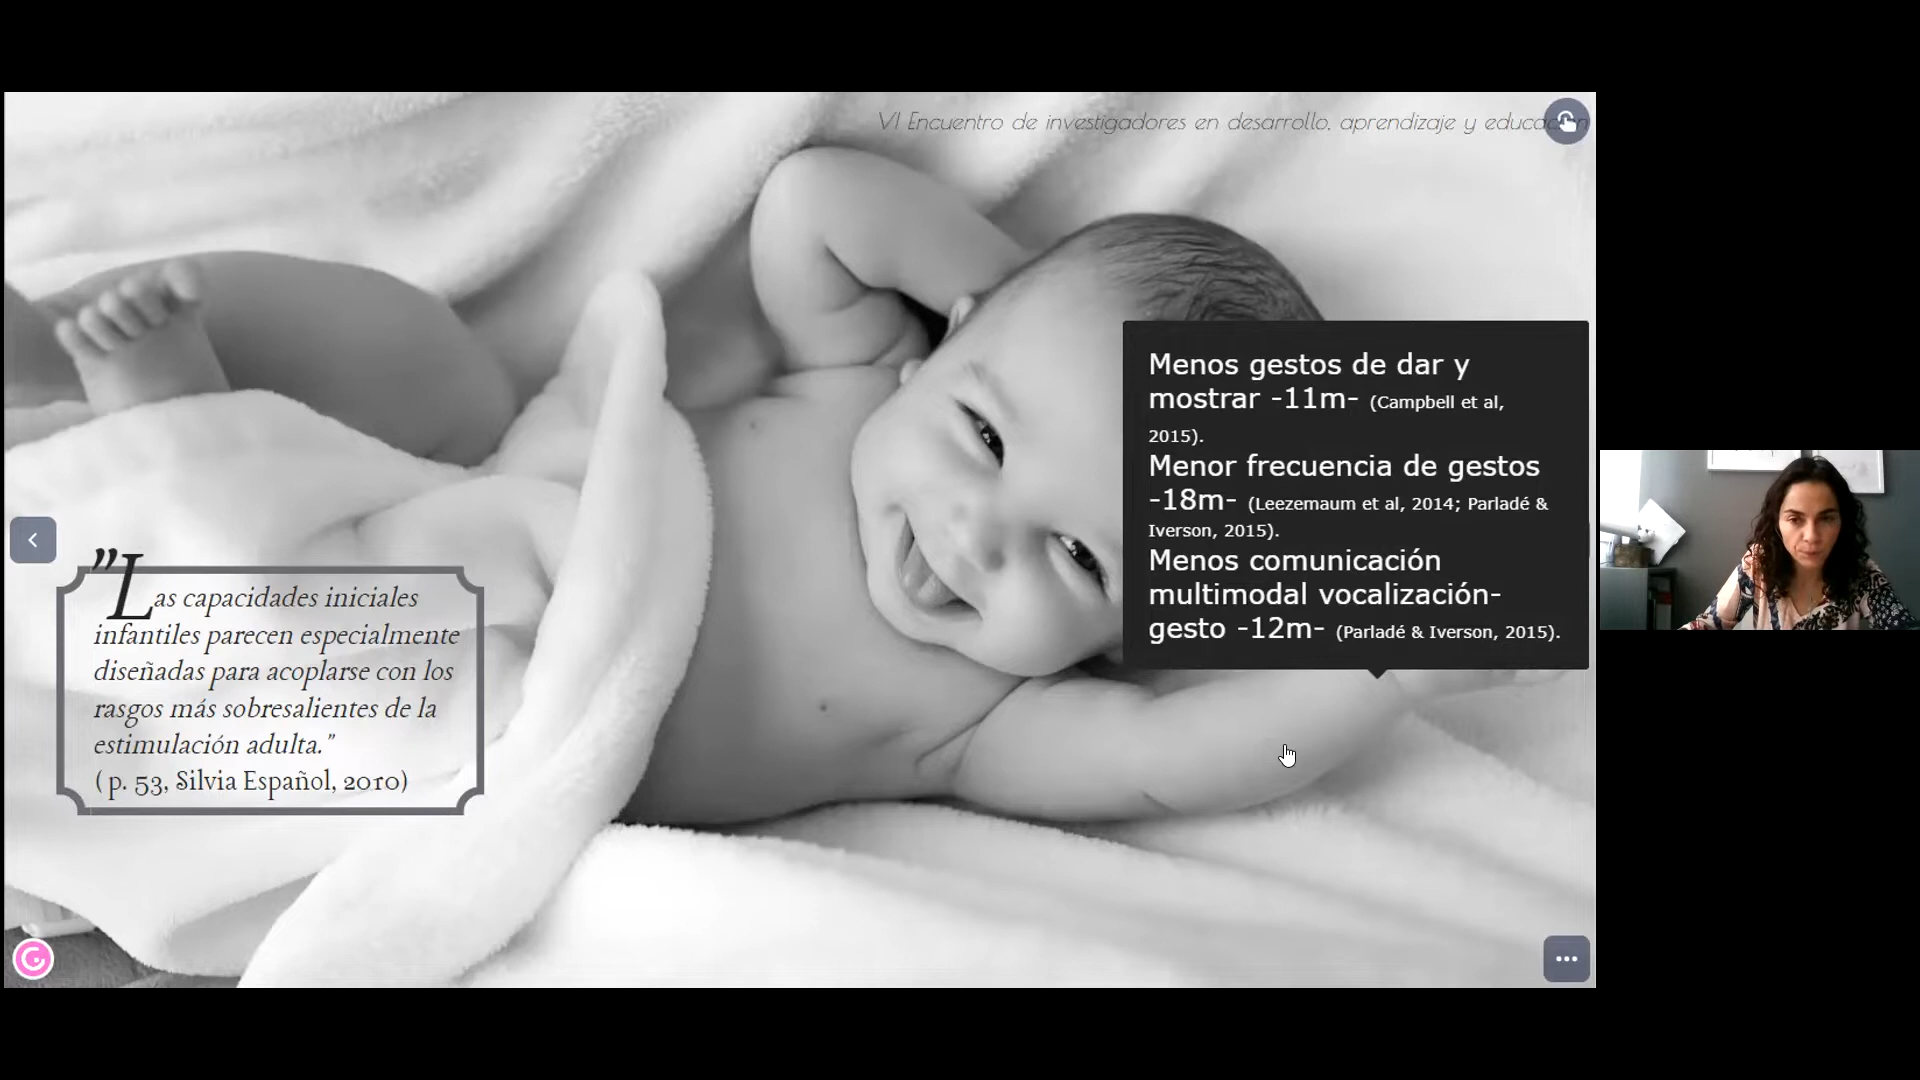 VI Encuentro de investigadores en desarrollo, aprendizaje y
Menos gestos de dar y
mostrar -11m- (Campbell et al,
2015).
Menor frecuencia de gestos
-18m- (Leezemaum et al, 2014; Parladé &
Iverson, 2015).
Menos comunicación
multimodal vocalización-
gesto -12m- (Parladé & Iverson, 2015).
"Las capacidades iniciales
infantiles parecen especialmente
diseñadas para acoplarse con los
rasgos más sobresalientes de la
estimulación adulta."
( p. 53, Silvia Español, 2010)